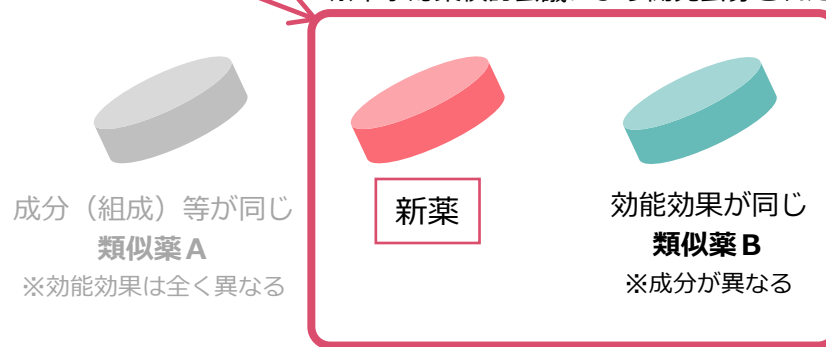 成分（組成）等が同じ
類似薬A
※効能効果は全く異なる
新薬
効能効果が同じ
類似薬B
※成分が異なる